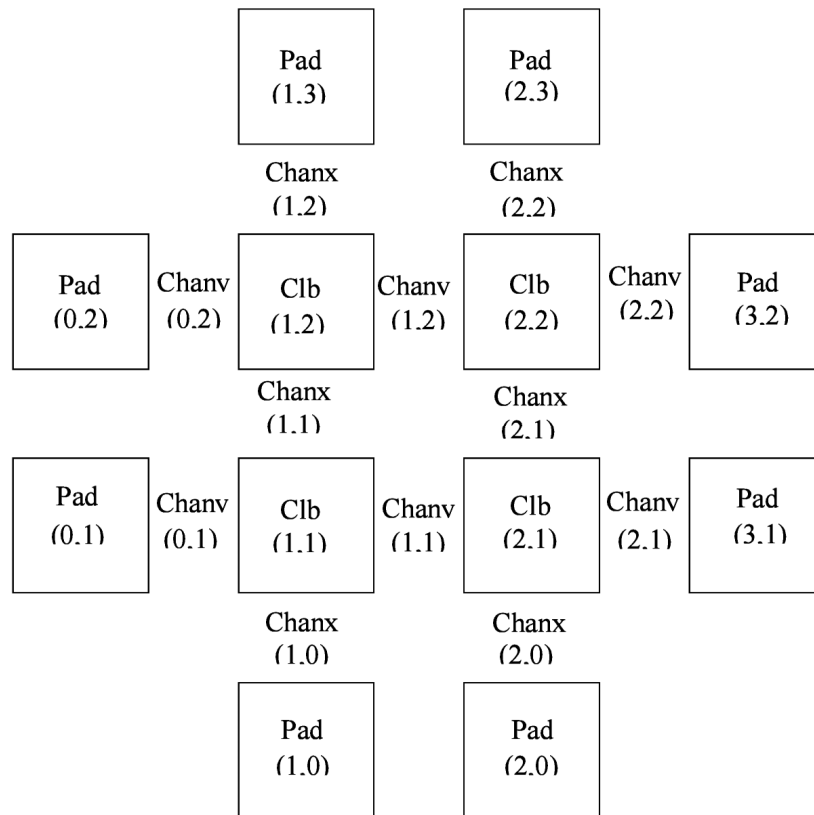 Pad
(1.3)
Pad
(2.3)
Chanx
(1.2)
Chanx
(2.2)
Pad
(0.2)
Chanv
(0.2)
Clb
(1.2)
Chanv
(1.2)
Clb
(2.2)
Chanv
(2.2)
Pad
(3.2)
Chanx
(1.1)
Chanx
(2.1)
Pad
(0.1)
Chanv
(0.1)
Clb
(1.1)
Chanv
(1.1)
Clb
(2.1)
Chanv
(2.1)
Pad
(3.1)
Chanx
(1.0)
Chanx
(2.0)
Pad
(1.0)
Pad
(2.0)